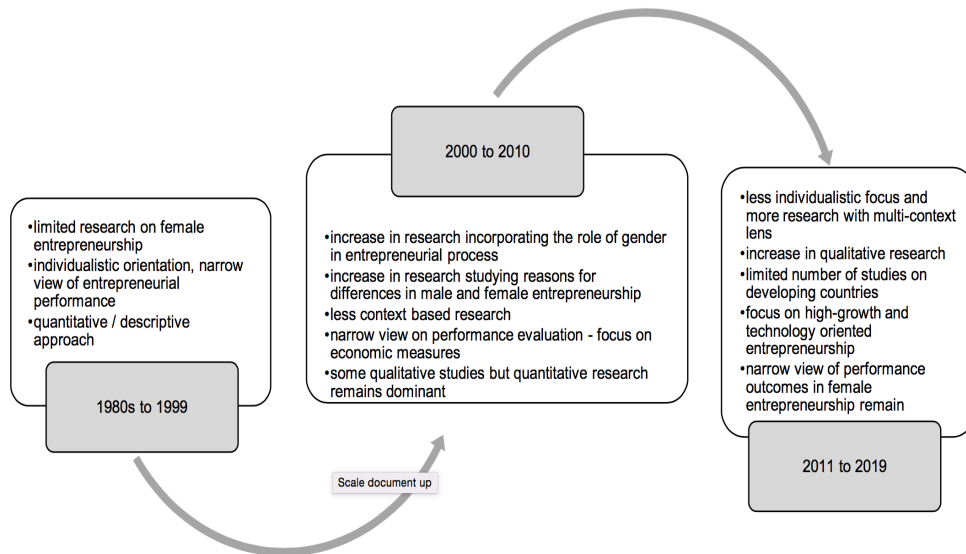 1980s to 1999
•limited research on female
entrepreneurship
•individualistic orientation, narrow
view of entrepreneurial
performance
•quantitative / descriptive
approach
2000 to 2010
•increase in research incorporating the role of gender
in entrepreneurial process
•increase in research studying reasons for
differences in male and female entrepreneurship
•less context based research
•narrow view on performance evaluation - focus on
economic measures
•some qualitative studies but quantitative research
remains dominant
Scale document up
•less individualistic focus and
more research with multi-context
lens
•increase in qualitative research
•limited number of studies on
developing countries
•focus on high-growth and
technology oriented
entrepreneurship
•narrow view of performance
outcomes in female
entrepreneurship remain
2011 to 2019